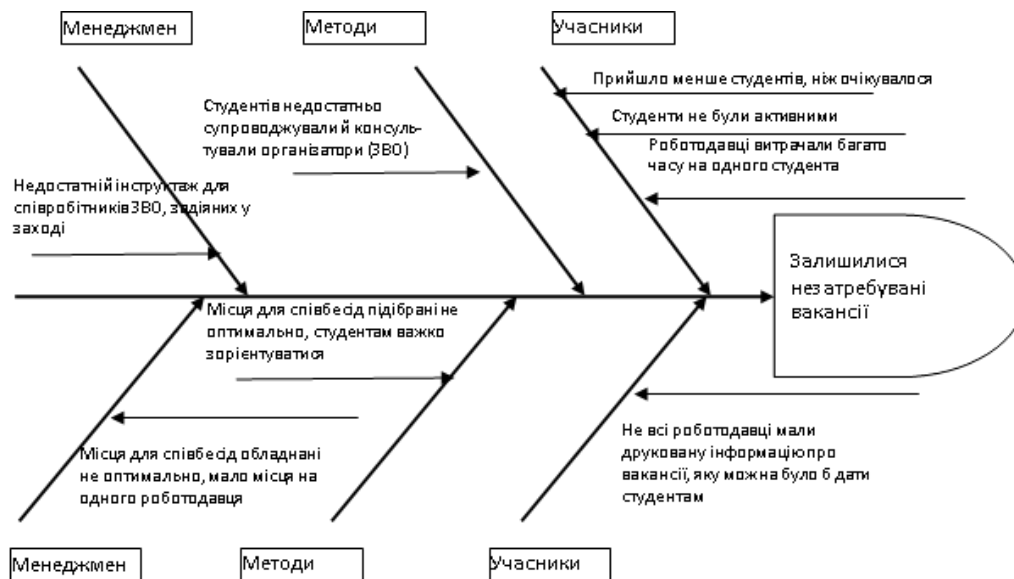 Менеджмен
Методи
Учасники
Прийшло менше студентів, ніж очікувалося
Студентів недостатньо
супроводжували й консуль-
тували організатори (ЗВО)
Студенти не були активними
Роботодавці витрачали багато
часу на одного студента
Недостатній інструктаж для
співробітників ЗВО, задіяних у
заході
Залишилися
незатребувані
вакансії
Місця для співбесід підібрані не
оптимально, студентам важко
зорієнтуватися
Місця для співбесід обладнані
не оптимально, мало місця на
одного роботодавця
Не всі роботодавці мали
друковану інформацію про
вакансії, яку можна було б дати
студентам
Менеджмен
Методи
Учасники